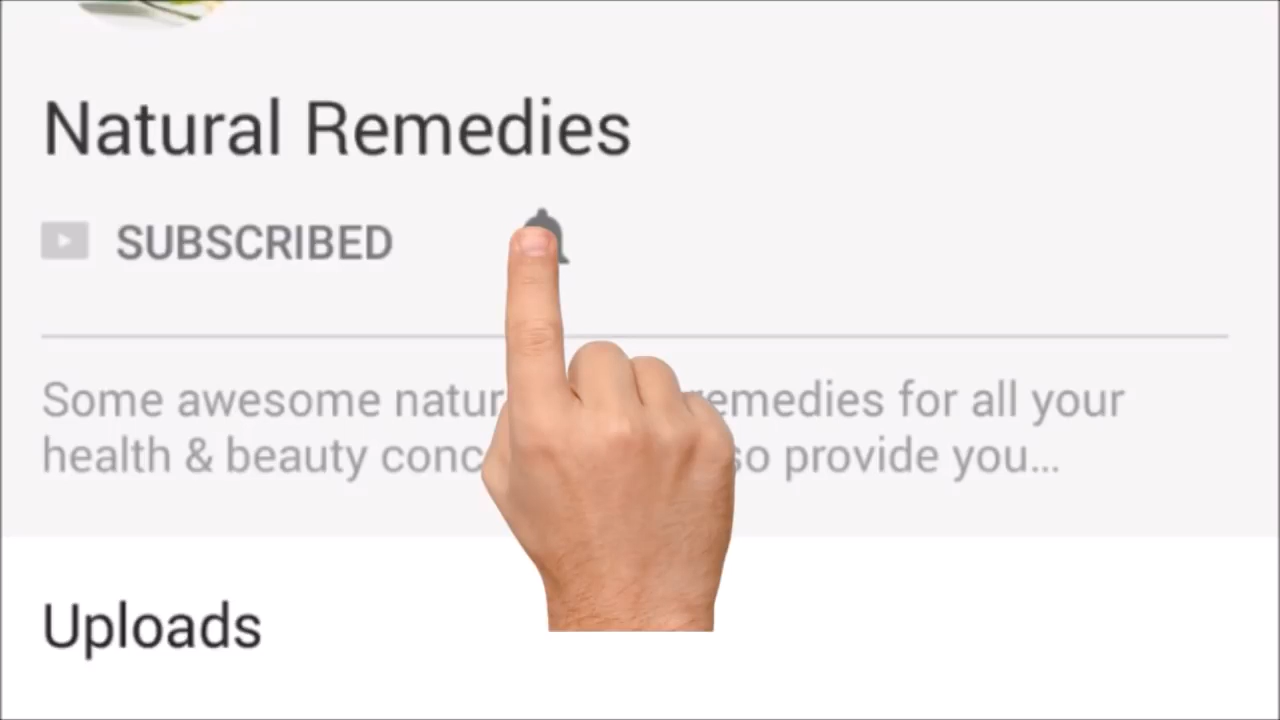 Natural Remedies
SUBSCRIBED
Some awesome natur remedies for all your
health & beauty conc so provide you...
Uploads